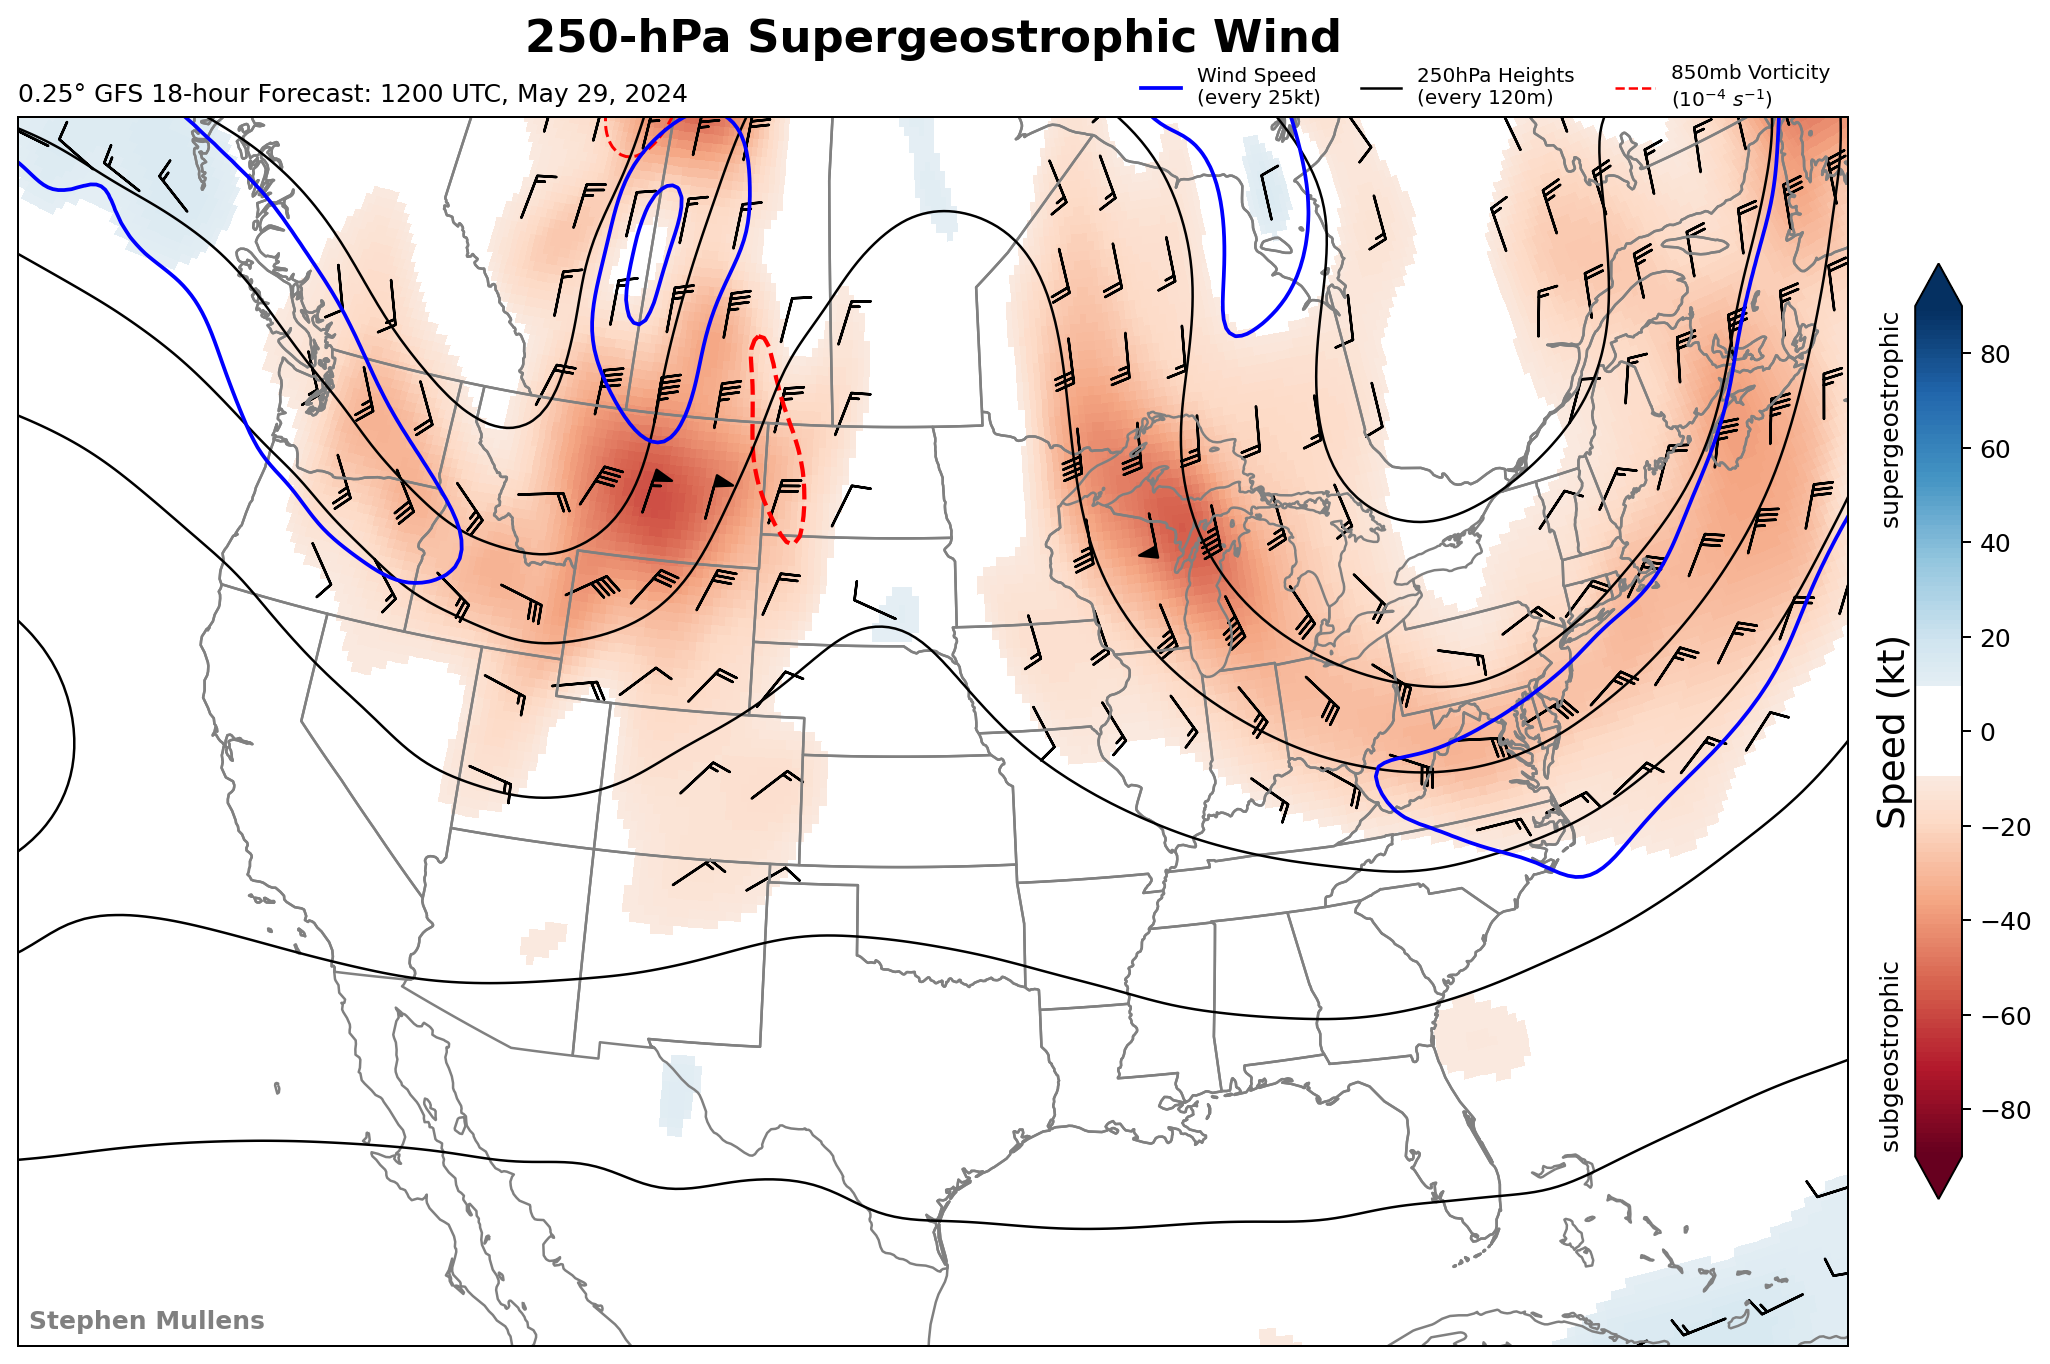 250-hPa Supergeostrophic Wind
0.25° GFS 18-hour Forecast: 1200 UTC, May 29, 2024
Wind Speed
(every 25kt)
250hPa Heights
(every 120m)
850mb Vorticity
(10⁻⁴ s⁻¹)
supergeostrophic
Speed (kt)
subgeostrophic
80
60
40
20
0
−20
−40
−60
−80
Stephen Mullens